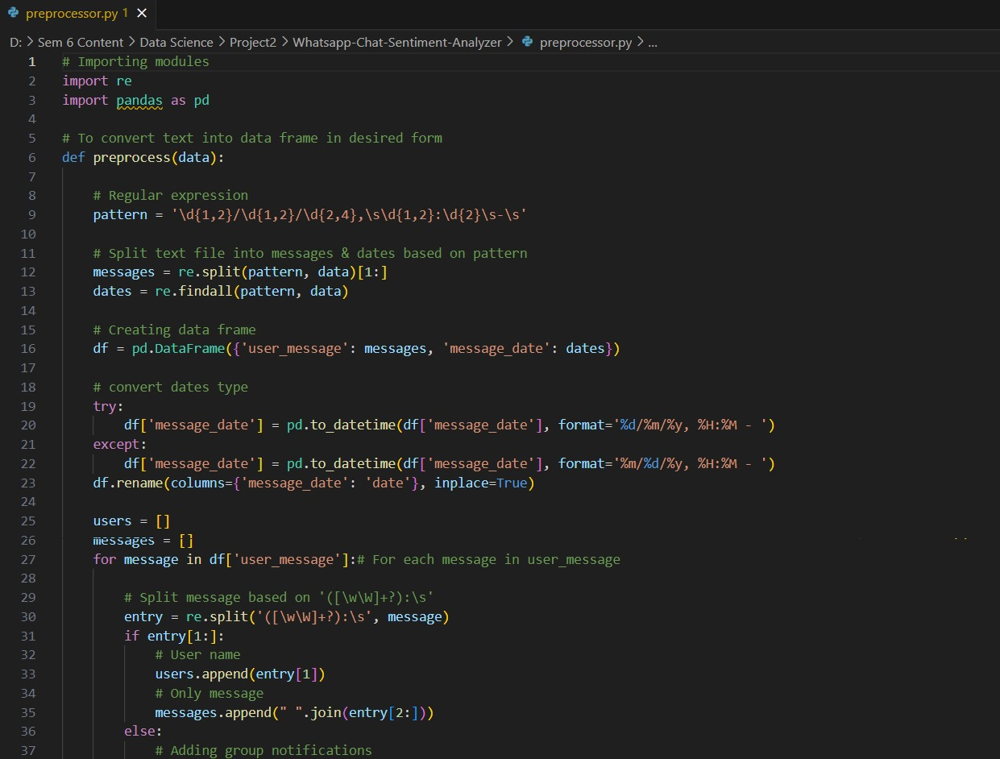 preprocessor.py 1 ✕
D: > Sem 6 Content > Data Science > Project2 > Whatsapp-Chat-Sentiment-Analyzer > preprocessor.py > ...
1 # Importing modules
2 import re
3 import pandas as pd
4
5 # To convert text into data frame in desired form
6 def preprocess(data):
7
8     # Regular expression
9     pattern = '\d{1,2}/\d{1,2}/\d{2,4},\s\d{1,2}:\d{2}\s-\s'
10
11     # Split text file into messages & dates based on pattern
12     messages = re.split(pattern, data)[1:]
13     dates = re.findall(pattern, data)
14
15     # Creating data frame
16     df = pd.DataFrame({'user_message': messages, 'message_date': dates})
17
18     # convert dates type
19     try:
20         df['message_date'] = pd.to_datetime(df['message_date'], format='%d/%m/%y, %H:%M - ')
21     except:
22         df['message_date'] = pd.to_datetime(df['message_date'], format='%m/%d/%y, %H:%M - ')
23     df.rename(columns={'message_date': 'date'}, inplace=True)
24
25     users = []
26     messages = []
27     for message in df['user_message']:# For each message in user_message
28
29         # Split message based on '([\w\W]+?):\s'
30         entry = re.split('([\w\W]+?):\s', message)
31         if entry[1:]:
32             # User name
33             users.append(entry[1])
34             # Only message
35             messages.append(" ".join(entry[2:]))
36         else:
37             # Adding group notifications